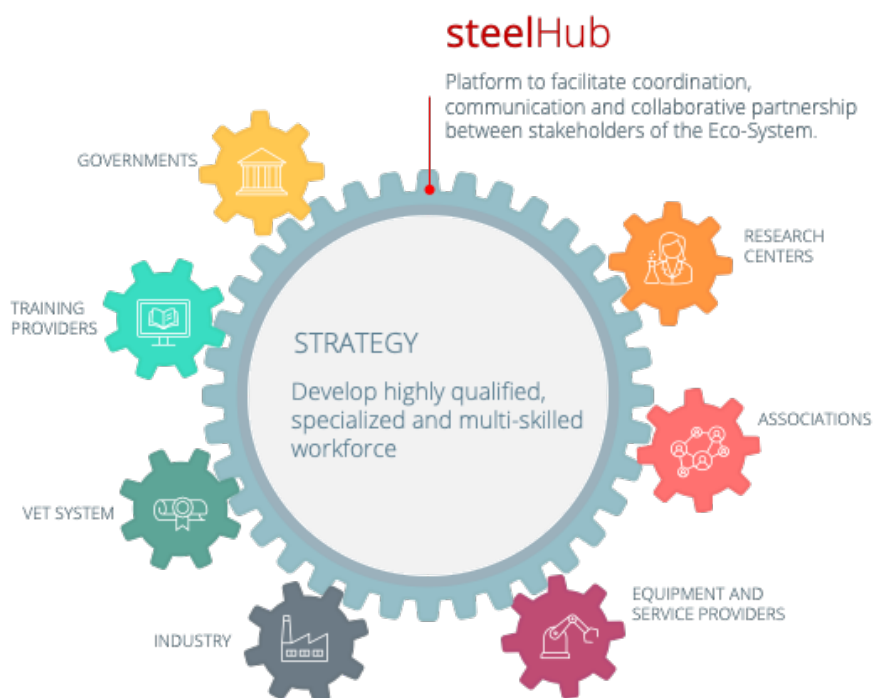 steelHub
Platform to facilitate coordination,
communication and collaborative partnership
between stakeholders of the Eco-System.
GOVERNMENTS
RESEARCH
CENTERS
TRAINING
PROVIDERS
STRATEGY
Develop highly qualified,
specialized and multi-skilled
workforce
ASSOCIATIONS
VET SYSTEM
EQUIPMENT AND
SERVICE PROVIDERS
INDUSTRY